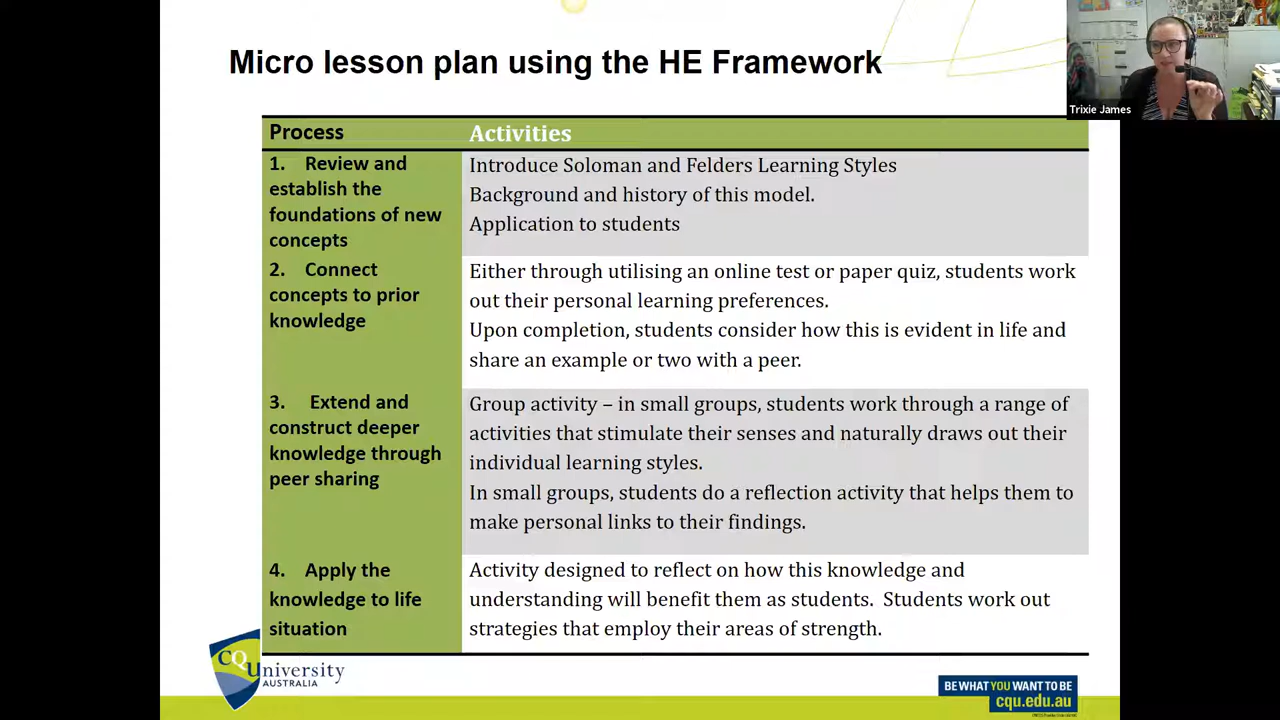 Micro lesson plan using the HE Framework
Trixie James
Process
Activities
1. Review and
establish the
foundations of new
concepts
Introduce Soloman and Felders Learning Styles
Background and history of this model.
Application to students
2. Connect
concepts to prior
knowledge
Either through utilising an online test or paper quiz, students work
out their personal learning preferences.
Upon completion, students consider how this is evident in life and
share an example or two with a peer.
3. Extend and
construct deeper
knowledge through
peer sharing
Group activity – in small groups, students work through a range of
activities that stimulate their senses and naturally draws out their
individual learning styles.
In small groups, students do a reflection activity that helps them to
make personal links to their findings.
4. Apply the
knowledge to life
situation
Activity designed to reflect on how this knowledge and
understanding will benefit them as students. Students work out
strategies that employ their areas of strength.
CQUniversity
AUSTRALIA
BE WHAT YOU WANT TO BE
cqu.edu.au